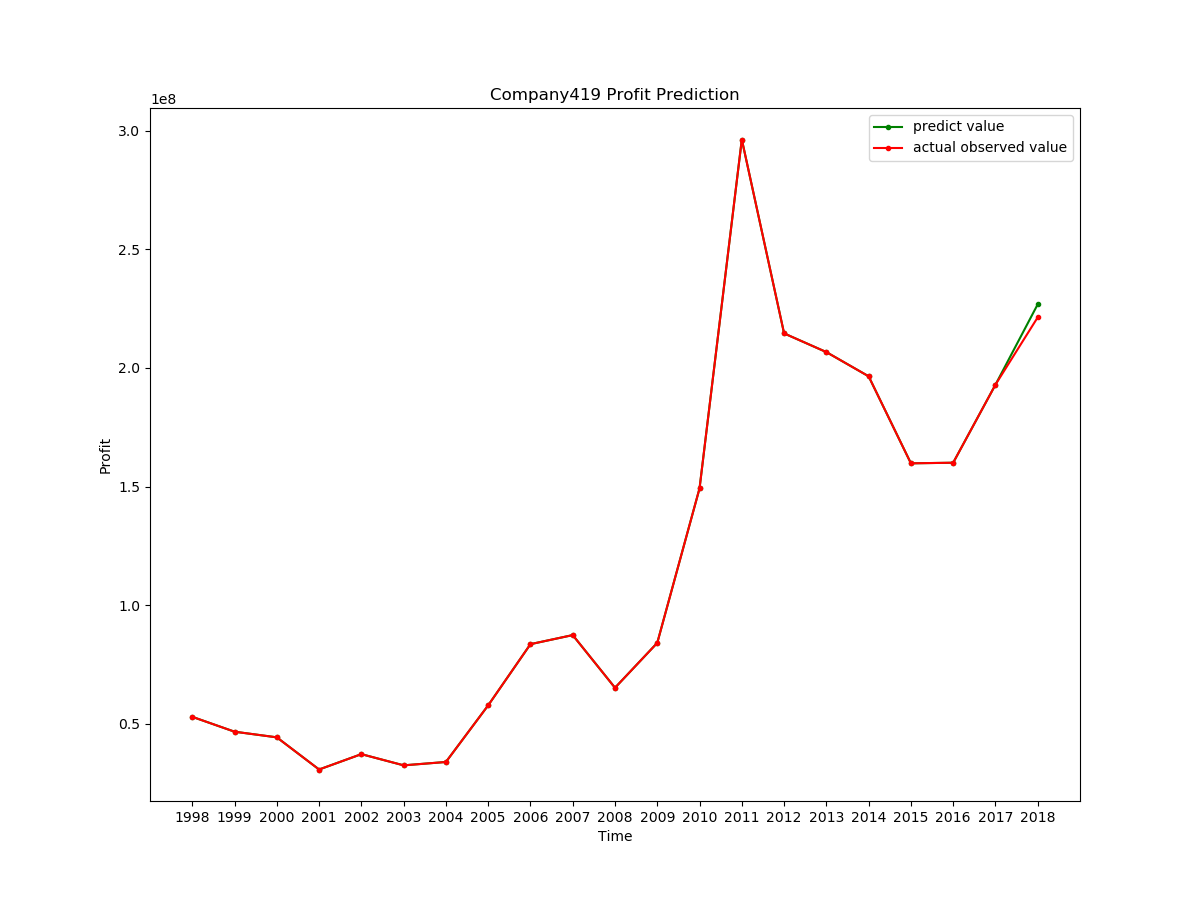 Company419 Profit Prediction
1e8
predict value
actual observed value
3.0
2.5
2.0
1.5
1.0
0.5
Profit
1998 1999 2000 2001 2002 2003 2004 2005 2006 2007 2008 2009 2010 2011 2012 2013 2014 2015 2016 2017 2018
Time